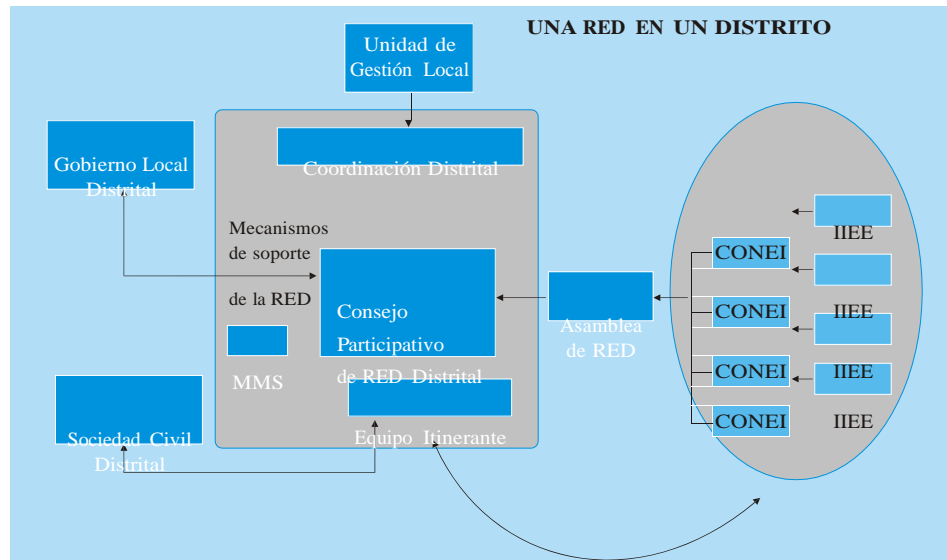 UNA RED EN UN DISTRITO
Unidad de
Gestión Local
Gobierno Local
Distrital
Coordinación Distrital
Mecanismos
de soporte
de la RED
Consejo
Participativo
de RED Distrital
MMS
Equipo Itinerante
Sociedad Civil
Distrital
Asamblea
de RED
CONEI
CONEI
CONEI
CONEI
IIEE
IIEE
IIEE
IIEE